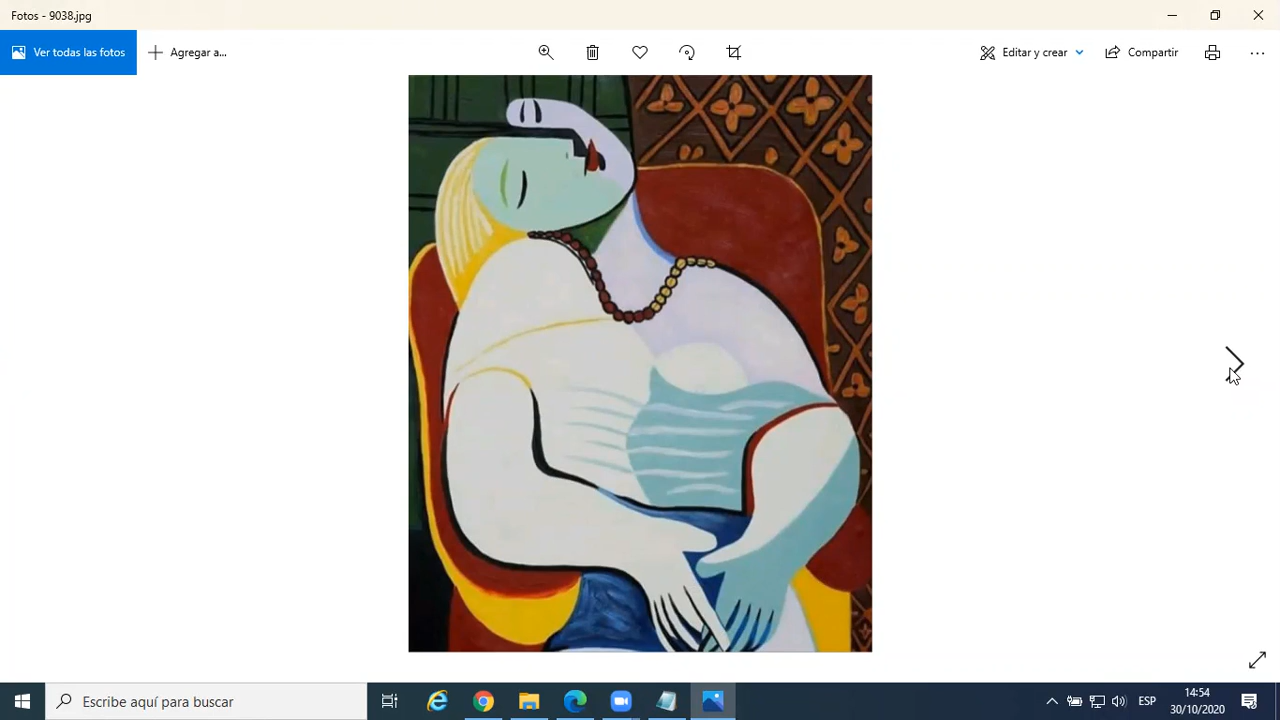 Fotos - 9038.jpg
Ver todas las fotos
Agregar a...
Editar y crear
Compartir
Escribe aquí para buscar
ESP
14:54
30/10/2020